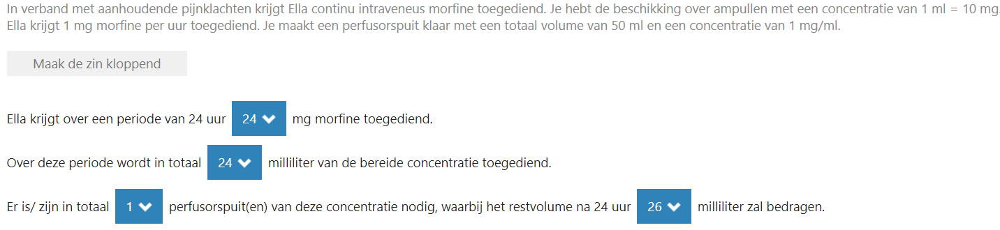 In verband met aanhoudende pijnklachten krijgt Ella continu intraveneus morfine toegediend. Je hebt de beschikking over ampullen met een concentratie van 1 ml = 10 mg.
Ella krijgt 1 mg morfine per uur toegediend. Je maakt een perfusorspuit klaar met een totaal volume van 50 ml en een concentratie van 1 mg/ml.
Maak de zin kloppend
Ella krijgt over een periode van 24 uur 24 mg morfine toegediend.
Over deze periode wordt in totaal 24 milliliter van de bereide concentratie toegediend.
Er is/ zijn in totaal 1 perfusorspuit(en) van deze concentratie nodig, waarbij het restvolume na 24 uur 26 milliliter zal bedragen.